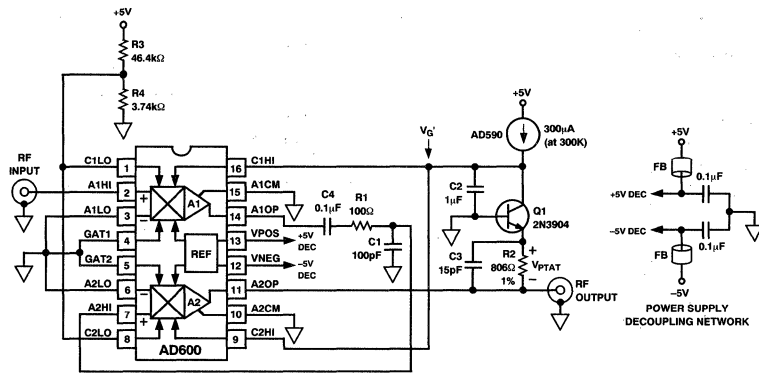 +5V
R3
46.4kΩ
R4
3.74kΩ
RF
INPUT
C1LO
A1HI
A1LO
GAT1
GAT2
A2LO
A2HI
C2LO
1
2
3
4
5
6
7
8
+
−
A1
REF
−
+
A2
AD600
16
15
14
13
12
11
10
9
C1HI
A1CM
A1OP
VPOS
VNEG
A2OP
A2CM
C2HI
+5V
DEC
−5V
DEC
C4
0.1µF
R1
100Ω
C1
100pF
VG'
+5V
AD590
300µA
(at 300K)
C2
1µF
Q1
2N3904
C3
15pF
R2
806Ω
1%
+
VPTAT
−
RF
OUTPUT
+5V
FB
0.1µF
+5V DEC
−5V DEC
0.1µF
FB
−5V
POWER SUPPLY
DECOUPLING NETWORK